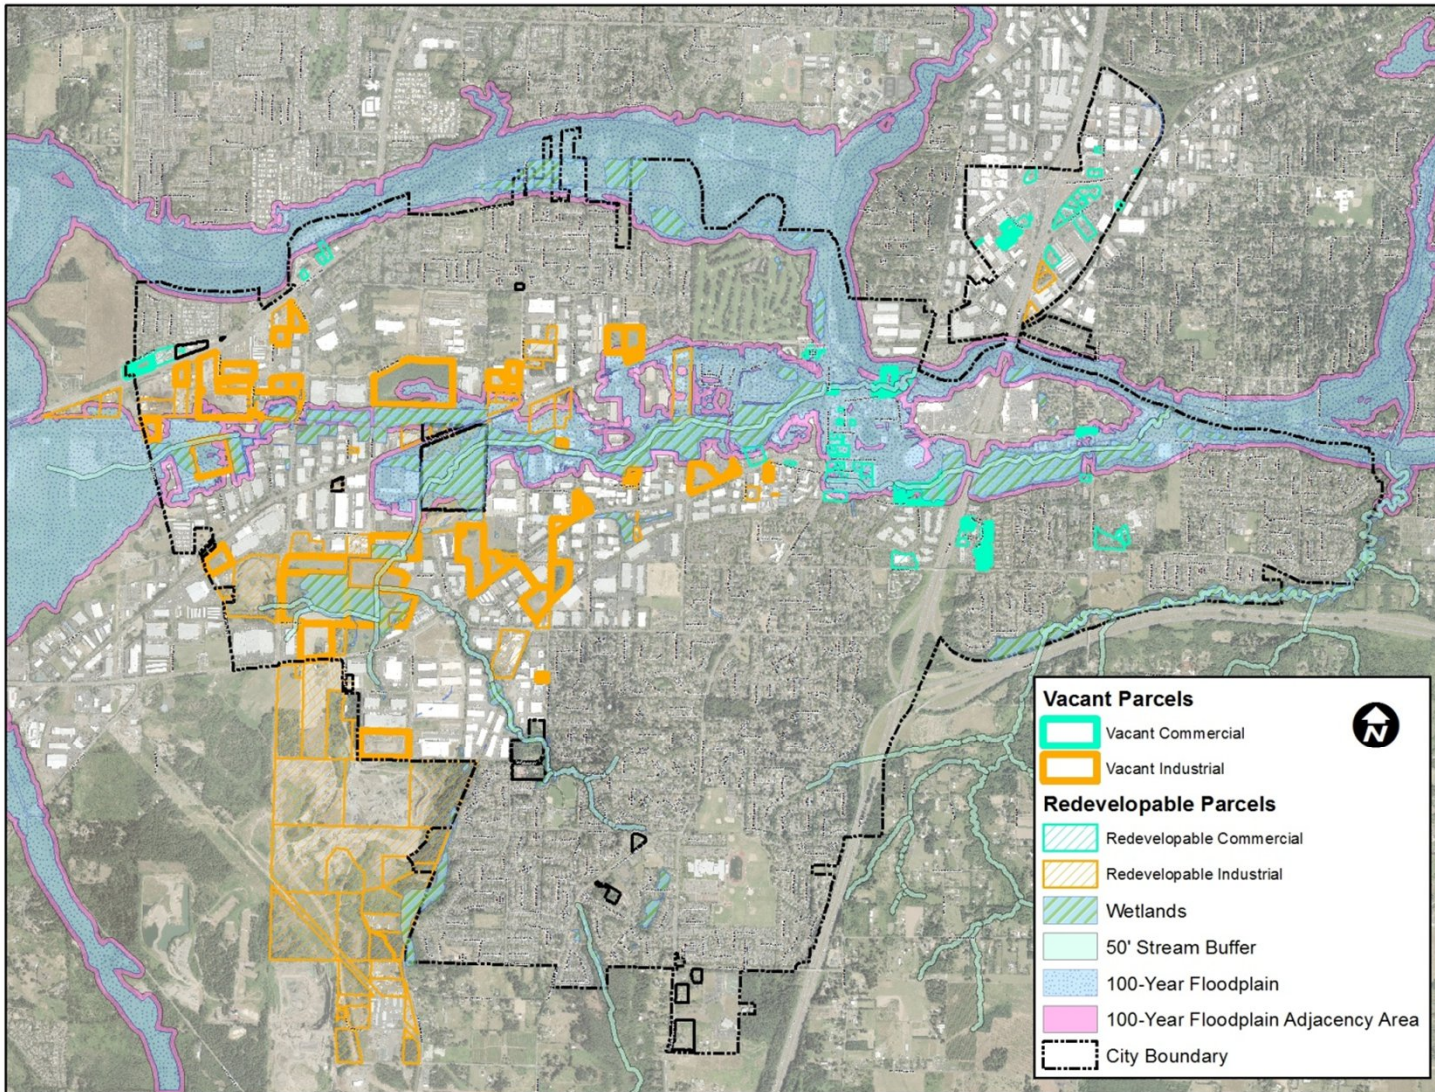 Vacant Parcels
N
Vacant Commercial
Vacant Industrial
Redevelopable Parcels
Redevelopable Commercial
Redevelopable Industrial
Wetlands
50' Stream Buffer
100-Year Floodplain
100-Year Floodplain Adjacency Area
City Boundary